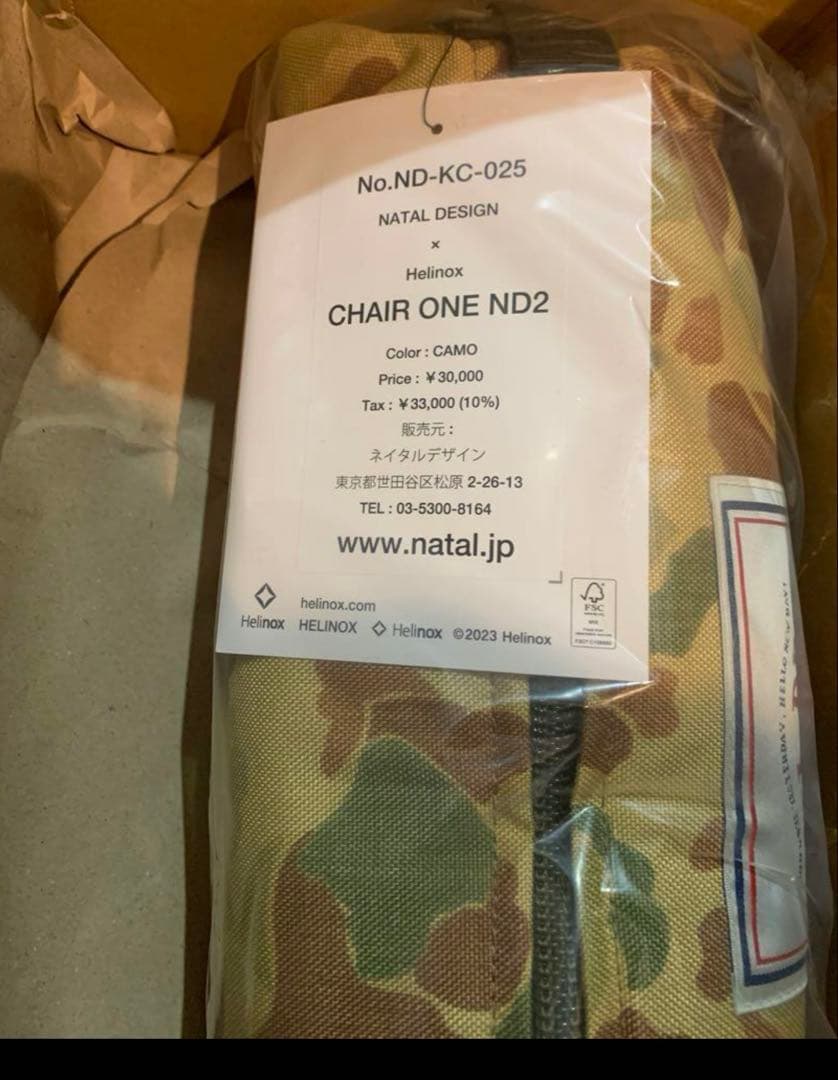 No.ND-KC-025
NATAL DESIGN
×
Helinox
CHAIR ONE ND2
Color : CAMO
Price : ¥30,000
Tax : ¥33,000 (10%)
販売元 :
ネイタルデザイン
東京都世田谷区松原 2-26-13
TEL : 03-5300-8164
www.natal.jp
helinox.com
Helinox HELINOX Helinox ©2023 Helinox
FSC
MIX